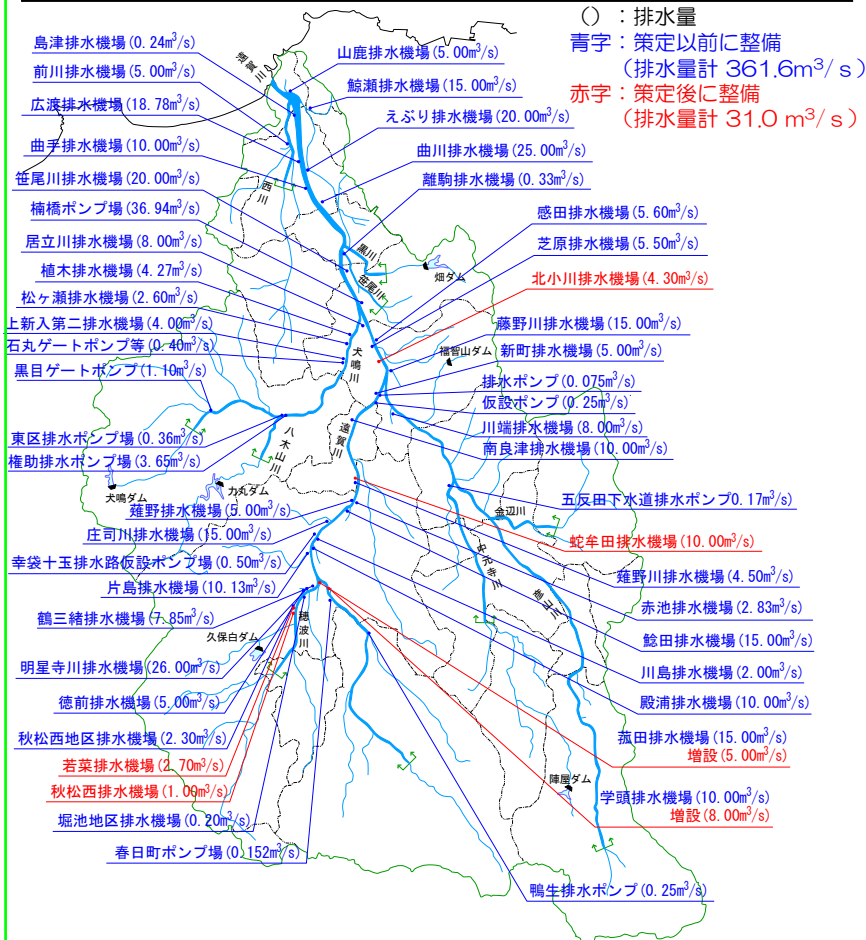 （）：排水量
青字：策定以前に整備
（排水量計 361.6m³/ｓ）
赤字：策定後に整備
（排水量計 31.0 m³/ｓ）
島津排水機場(0.24m³/s)
前川排水機場(5.00m³/s)
広渡排水機場(18.78m³/s)
曲手排水機場(10.00m³/s)
笹尾川排水機場(20.00m³/s)
楠橋ポンプ場(36.94m³/s)
居立川排水機場(8.00m³/s)
植木排水機場(4.27m³/s)
松ヶ瀬排水機場(2.60m³/s)
上新入第二排水機場(4.00m³/s)
石丸ゲートポンプ等(0.40m³/s)
黒目ゲートポンプ(1.10m³/s)
東区排水ポンプ場(0.36m³/s)
権助排水ポンプ場(3.65m³/s)
薙野排水機場(5.00m³/s)
庄司川排水機場(15.00m³/s)
幸袋十玉排水路仮設ポンプ場(0.50m³/s)
片島排水機場(10.13m³/s)
鶴三緒排水機場(7.85m³/s)
明星寺川排水機場(26.00m³/s)
徳前排水機場(5.00m³/s)
秋松西地区排水機場(2.30m³/s)
若菜排水機場(2.70m³/s)
秋松西排水機場(1.00m³/s)
堀池地区排水機場(0.20m³/s)
春日町ポンプ場(0.152m³/s)
山鹿排水機場(5.00m³/s)
鯨瀬排水機場(15.00m³/s)
えぶり排水機場(20.00m³/s)
曲川排水機場(25.00m³/s)
離駒排水機場(0.33m³/s)
感田排水機場(5.60m³/s)
芝原排水機場(5.50m³/s)
北小川排水機場(4.30m³/s)
藤野川排水機場(15.00m³/s)
新町排水機場(5.00m³/s)
排水ポンプ(0.075m³/s)
仮設ポンプ(0.25m³/s)
川端排水機場(8.00m³/s)
南良津排水機場(10.00m³/s)
五反田下水道排水ポンプ0.17m³/s)
蛇牟田排水機場(10.00m³/s)
薙野川排水機場(4.50m³/s)
赤池排水機場(2.83m³/s)
鯰田排水機場(15.00m³/s)
川島排水機場(2.00m³/s)
殿浦排水機場(10.00m³/s)
菰田排水機場(15.00m³/s)
増設(5.00m³/s)
学頭排水機場(10.00m³/s)
増設(8.00m³/s)
鴨生排水ポンプ(0.25m³/s)
遠賀川
西川
黒川
笹尾川
畑ダム
犬鳴川
福智山ダム
八木山川
遠賀川
犬鳴ダム
力丸ダム
金辺川
中元寺川
彦山川
穂波川
久保白ダム
陣屋ダム